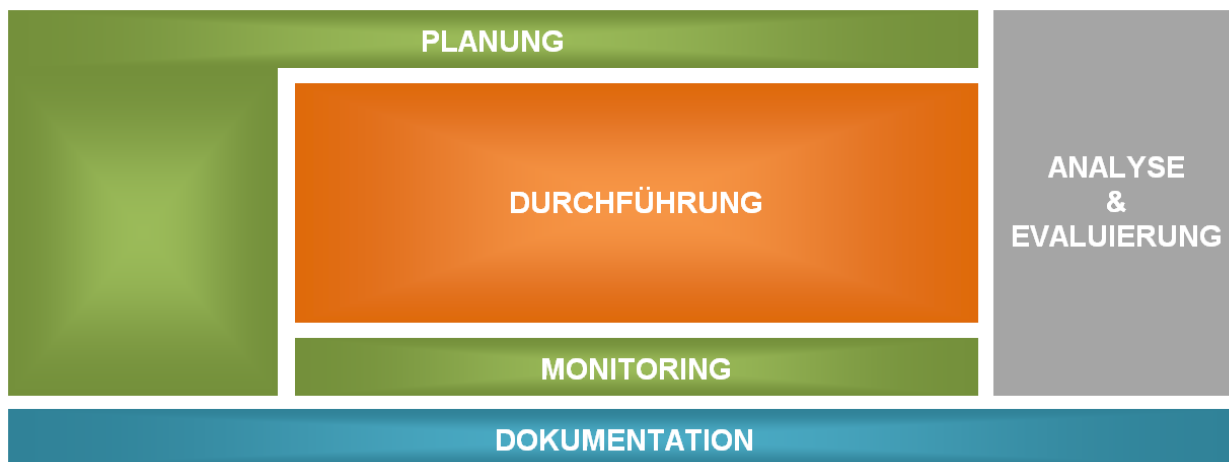 PLANUNG
DURCHFÜHRUNG
ANALYSE
&
EVALUIERUNG
MONITORING
DOKUMENTATION